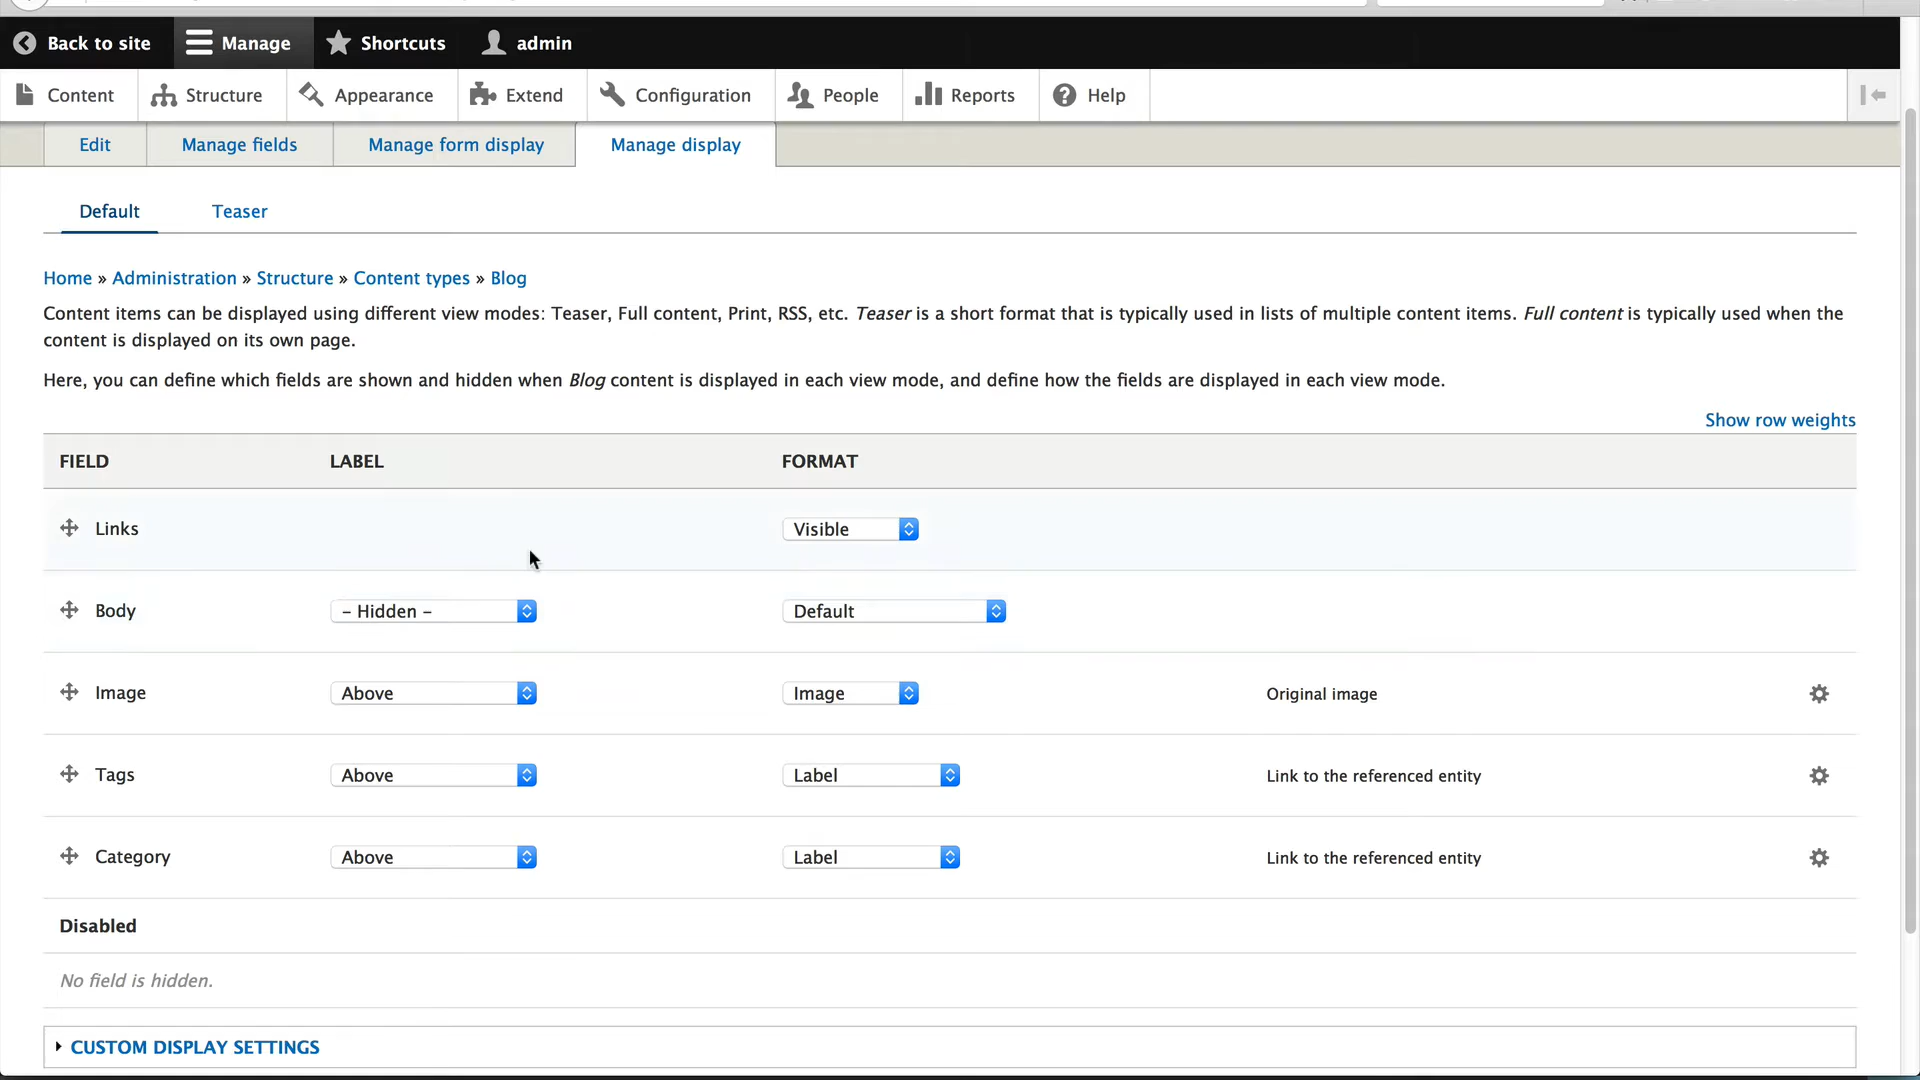 Back to site Manage Shortcuts admin
Content Structure Appearance Extend Configuration People Reports Help
Edit Manage fields Manage form display Manage display
Default Teaser
Home » Administration » Structure » Content types » Blog
Content items can be displayed using different view modes: Teaser, Full content, Print, RSS, etc. Teaser is a short format that is typically used in lists of multiple content items. Full content is typically used when the
content is displayed on its own page.
Here, you can define which fields are shown and hidden when Blog content is displayed in each view mode, and define how the fields are displayed in each view mode.
Show row weights
FIELD LABEL FORMAT
Links Visible
Body – Hidden – Default
Image Above Image Original image
Tags Above Label Link to the referenced entity
Category Above Label Link to the referenced entity
Disabled
No field is hidden.
CUSTOM DISPLAY SETTINGS